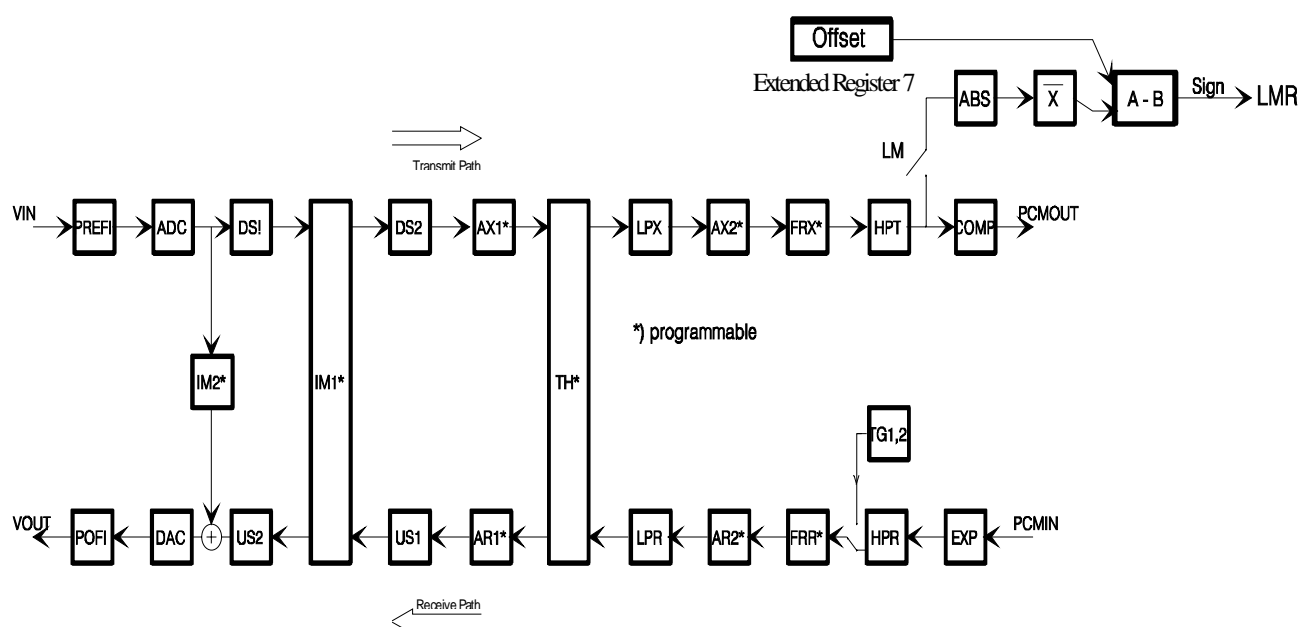 Offset
Extended Register 7
ABS
X
A - B
Sign
LMR
LM
Transmit Path
VIN
PREFI
ADC
DS!
DS2
AX1*
LPX
AX2*
FRX*
HPT
COMP
PCMOUT
*) programmable
IM2*
IM1*
TH*
TG1,2
VOUT
POFI
DAC
+
US2
US1
AR1*
LPR
AR2*
FRR*
HPR
EXP
PCMIN
Receive Path